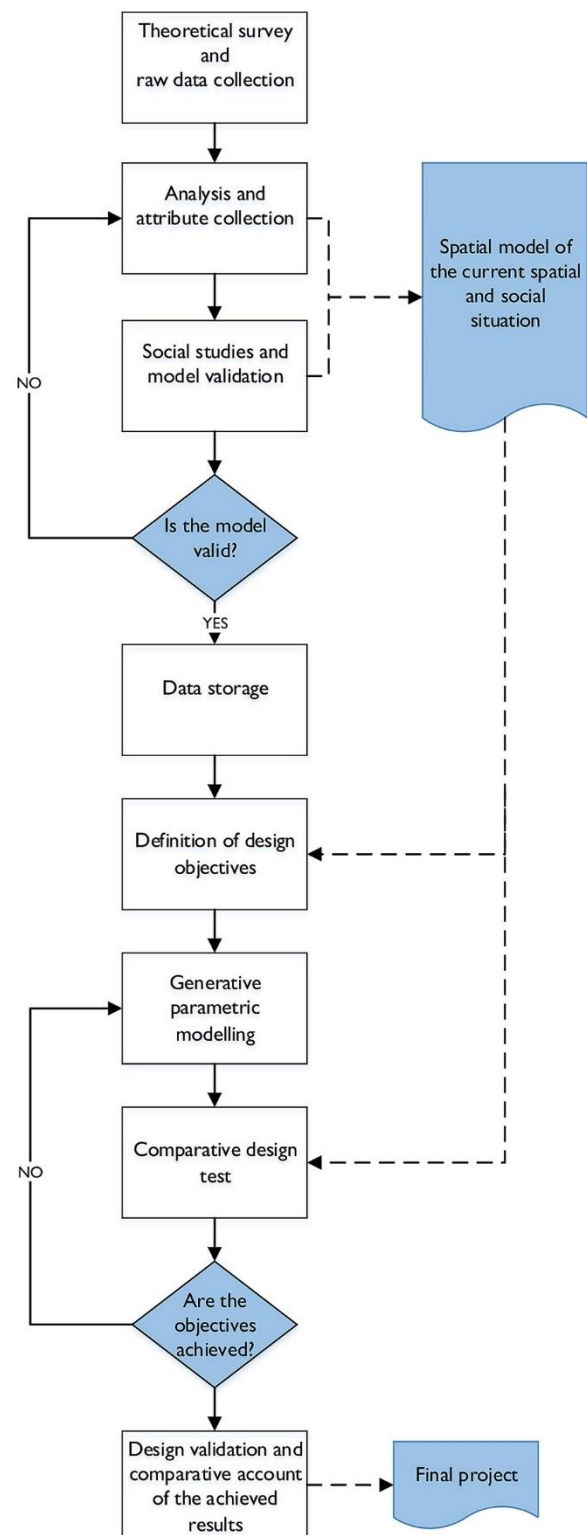 Theoretical survey
and
raw data collection
Analysis and
attribute collection
Spatial model of
the current spatial
and social
situation
Social studies and
model validation
NO
Is the model
valid?
YES
Data storage
Definition of design
objectives
Generative
parametric
modelling
Comparative design
test
NO
Are the
objectives
achieved?
Design validation and
comparative account
of the achieved
results
Final project